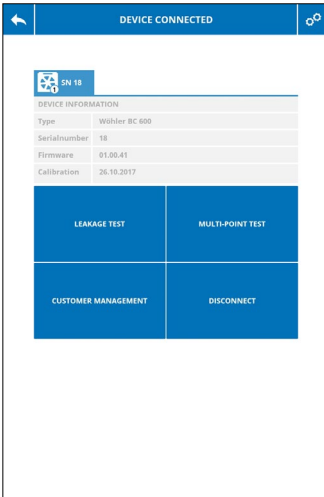 DEVICE CONNECTED
SN 18
DEVICE INFORMATION
Type Wöhler BC 600
Serialnumber 18
Firmware 01.00.41
Calibration 26.10.2017
LEAKAGE TEST MULTI-POINT TEST
CUSTOMER MANAGEMENT DISCONNECT